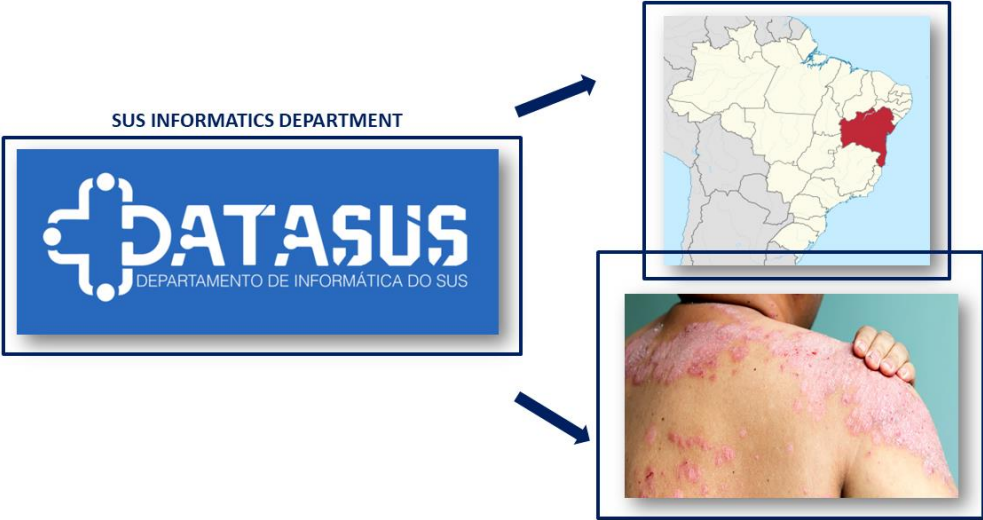 SUS INFORMATICS DEPARTMENT
DATASUS
DEPARTAMENTO DE INFORMÁTICA DO SUS